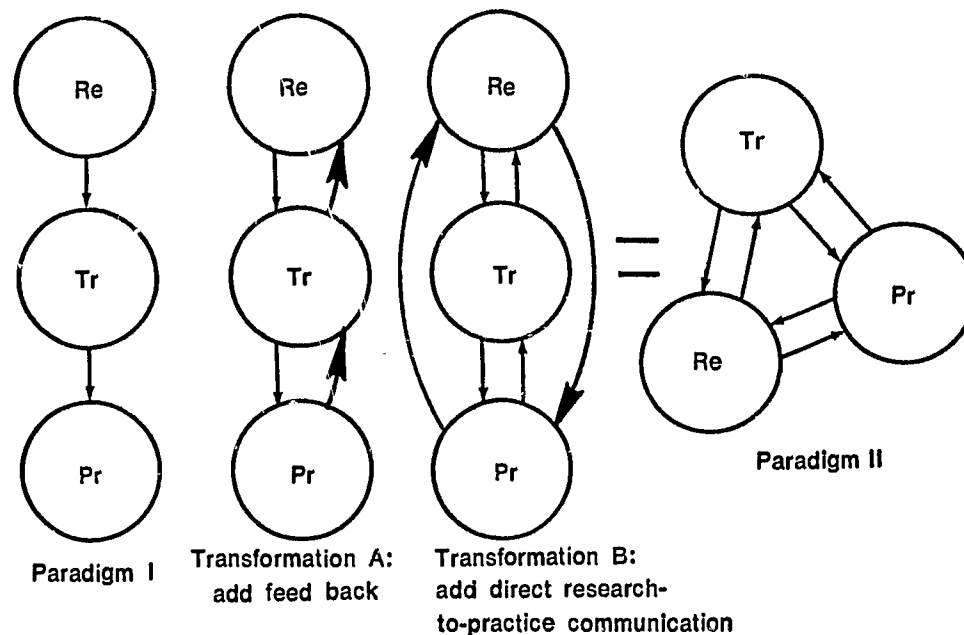 Re
Tr
Pr
Paradigm I
Re
Tr
Pr
Transformation A:
add feed back
Re
Tr
Pr
Transformation B:
add direct research-
to-practice communication
=
Tr
Pr
Re
Paradigm II